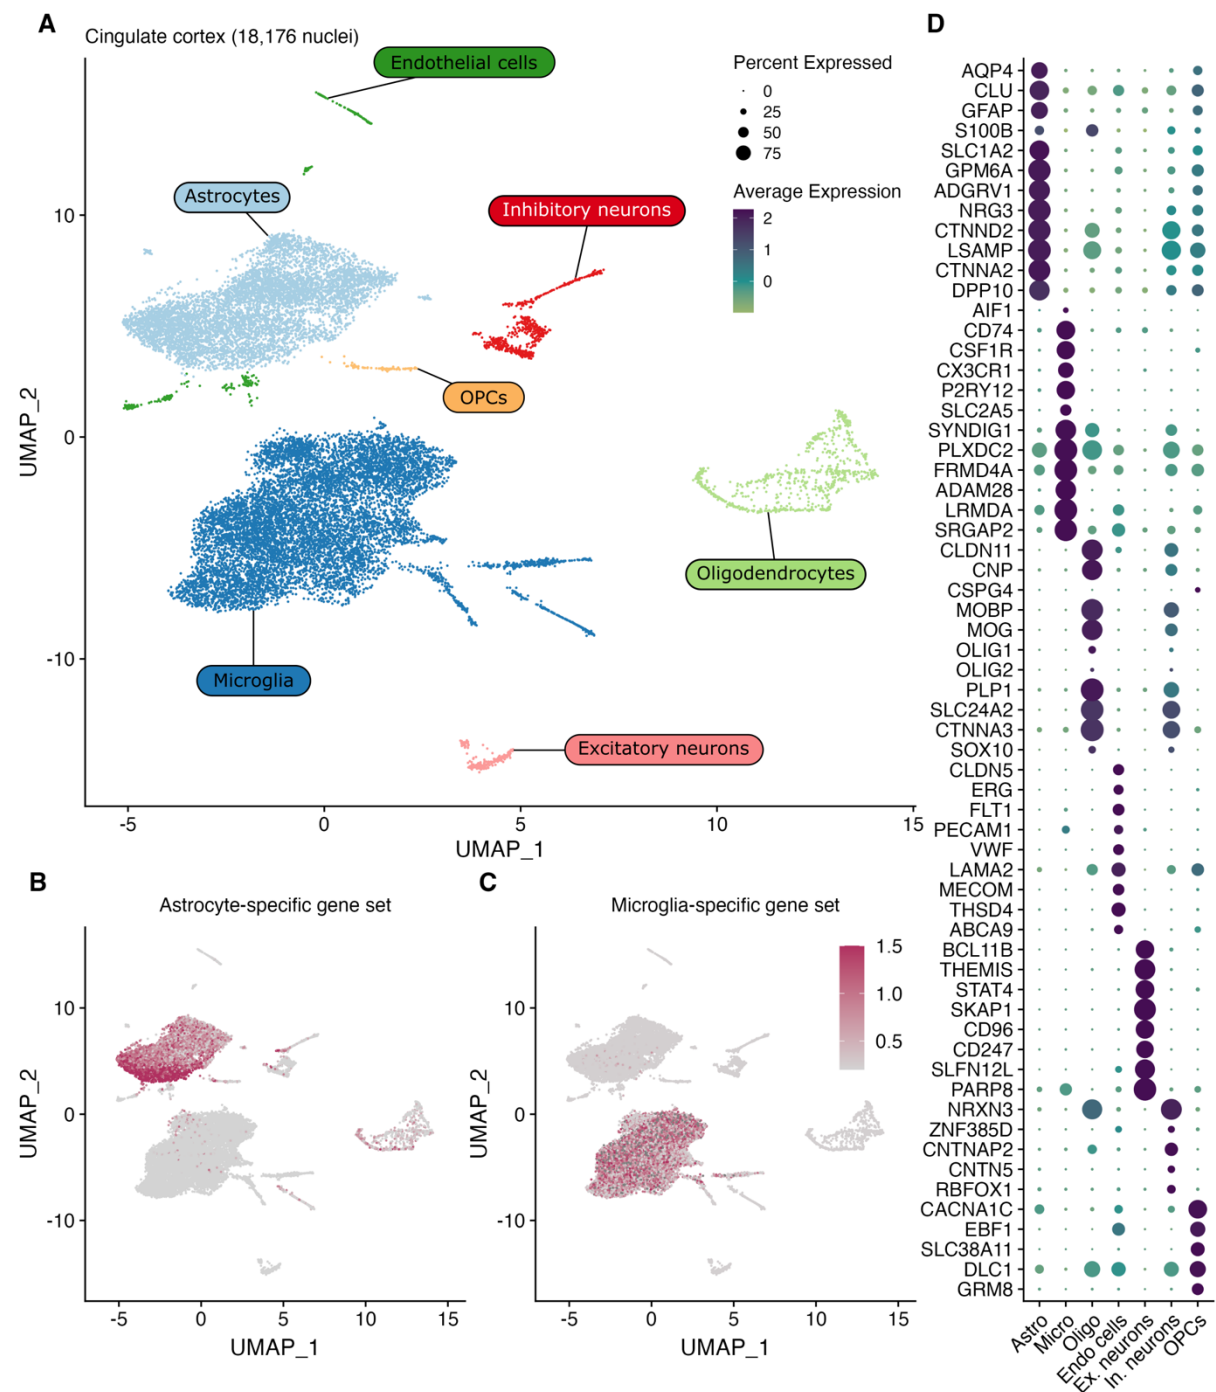 A
Cingulate cortex (18,176 nuclei)
Endothelial cells
Astrocytes
Inhibitory neurons
OPCs
Oligodendrocytes
Microglia
Excitatory neurons
Percent Expressed
0
25
50
75
Average Expression
2
1
0
UMAP_2
10
0
-10
-5
0
5
10
15
UMAP_1
B
Astrocyte-specific gene set
UMAP_2
10
0
-10
-5
0
5
10
15
UMAP_1
C
Microglia-specific gene set
1.5
1.0
0.5
UMAP_2
10
0
-10
-5
0
5
10
15
UMAP_1
D
AQP4
CLU
GFAP
S100B
SLC1A2
GPM6A
ADGRV1
NRG3
CTNND2
LSAMP
CTNNA2
DPP10
AIF1
CD74
CSF1R
CX3CR1
P2RY12
SLC2A5
SYNDIG1
PLXDC2
FRMD4A
ADAM28
LRMDA
SRGAP2
CLDN11
CNP
CSPG4
MOBP
MOG
OLIG1
OLIG2
PLP1
SLC24A2
CTNNA3
SOX10
CLDN5
ERG
FLT1
PECAM1
VWF
LAMA2
MECOM
THSD4
ABCA9
BCL11B
THEMIS
STAT4
SKAP1
CD96
CD247
SLFN12L
PARP8
NRXN3
ZNF385D
CNTNAP2
CNTN5
RBFOX1
CACNA1C
EBF1
SLC38A11
DLC1
GRM8
Astro
Micro
Oligo
Endo cells
Ex. neurons
In. neurons
OPCs